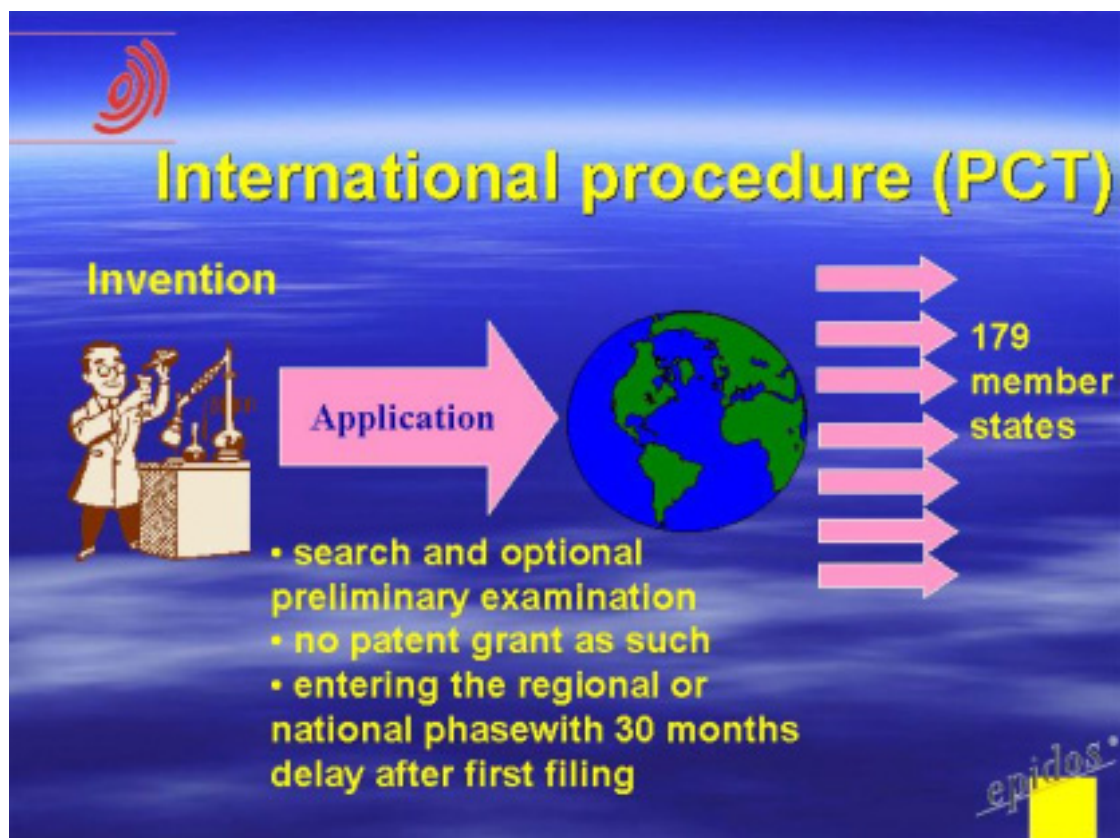 International procedure (PCT)
Invention
Application
179
member
states
• search and optional
preliminary examination
• no patent grant as such
• entering the regional or
national phasewith 30 months
delay after first filing
epidos